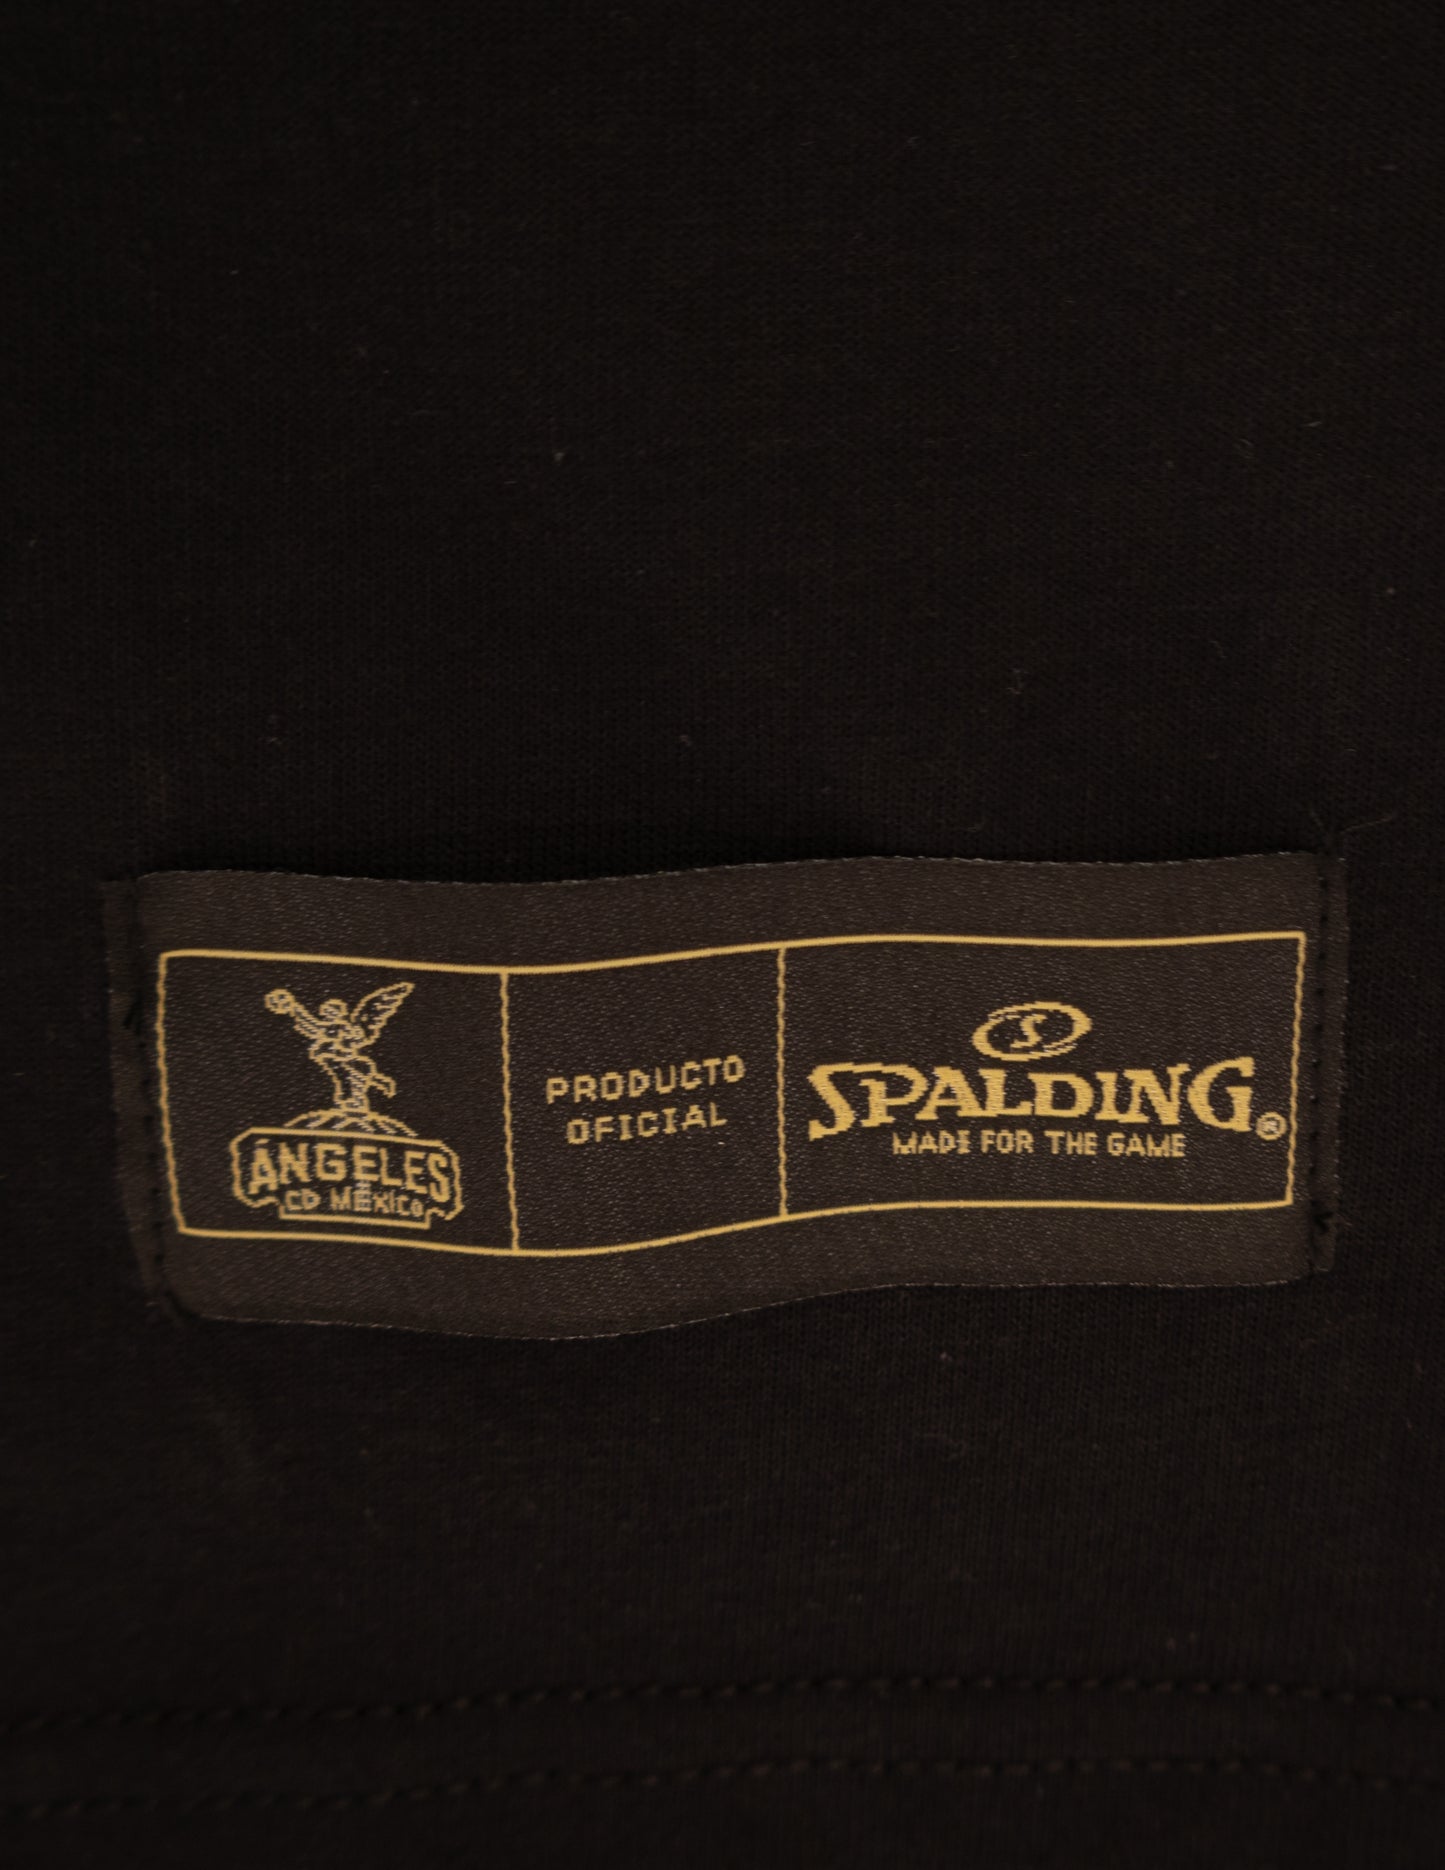 ÁNGELES
CD MÉXICO
PRODUCTO
OFICIAL
S
SPALDING®
MADE FOR THE GAME